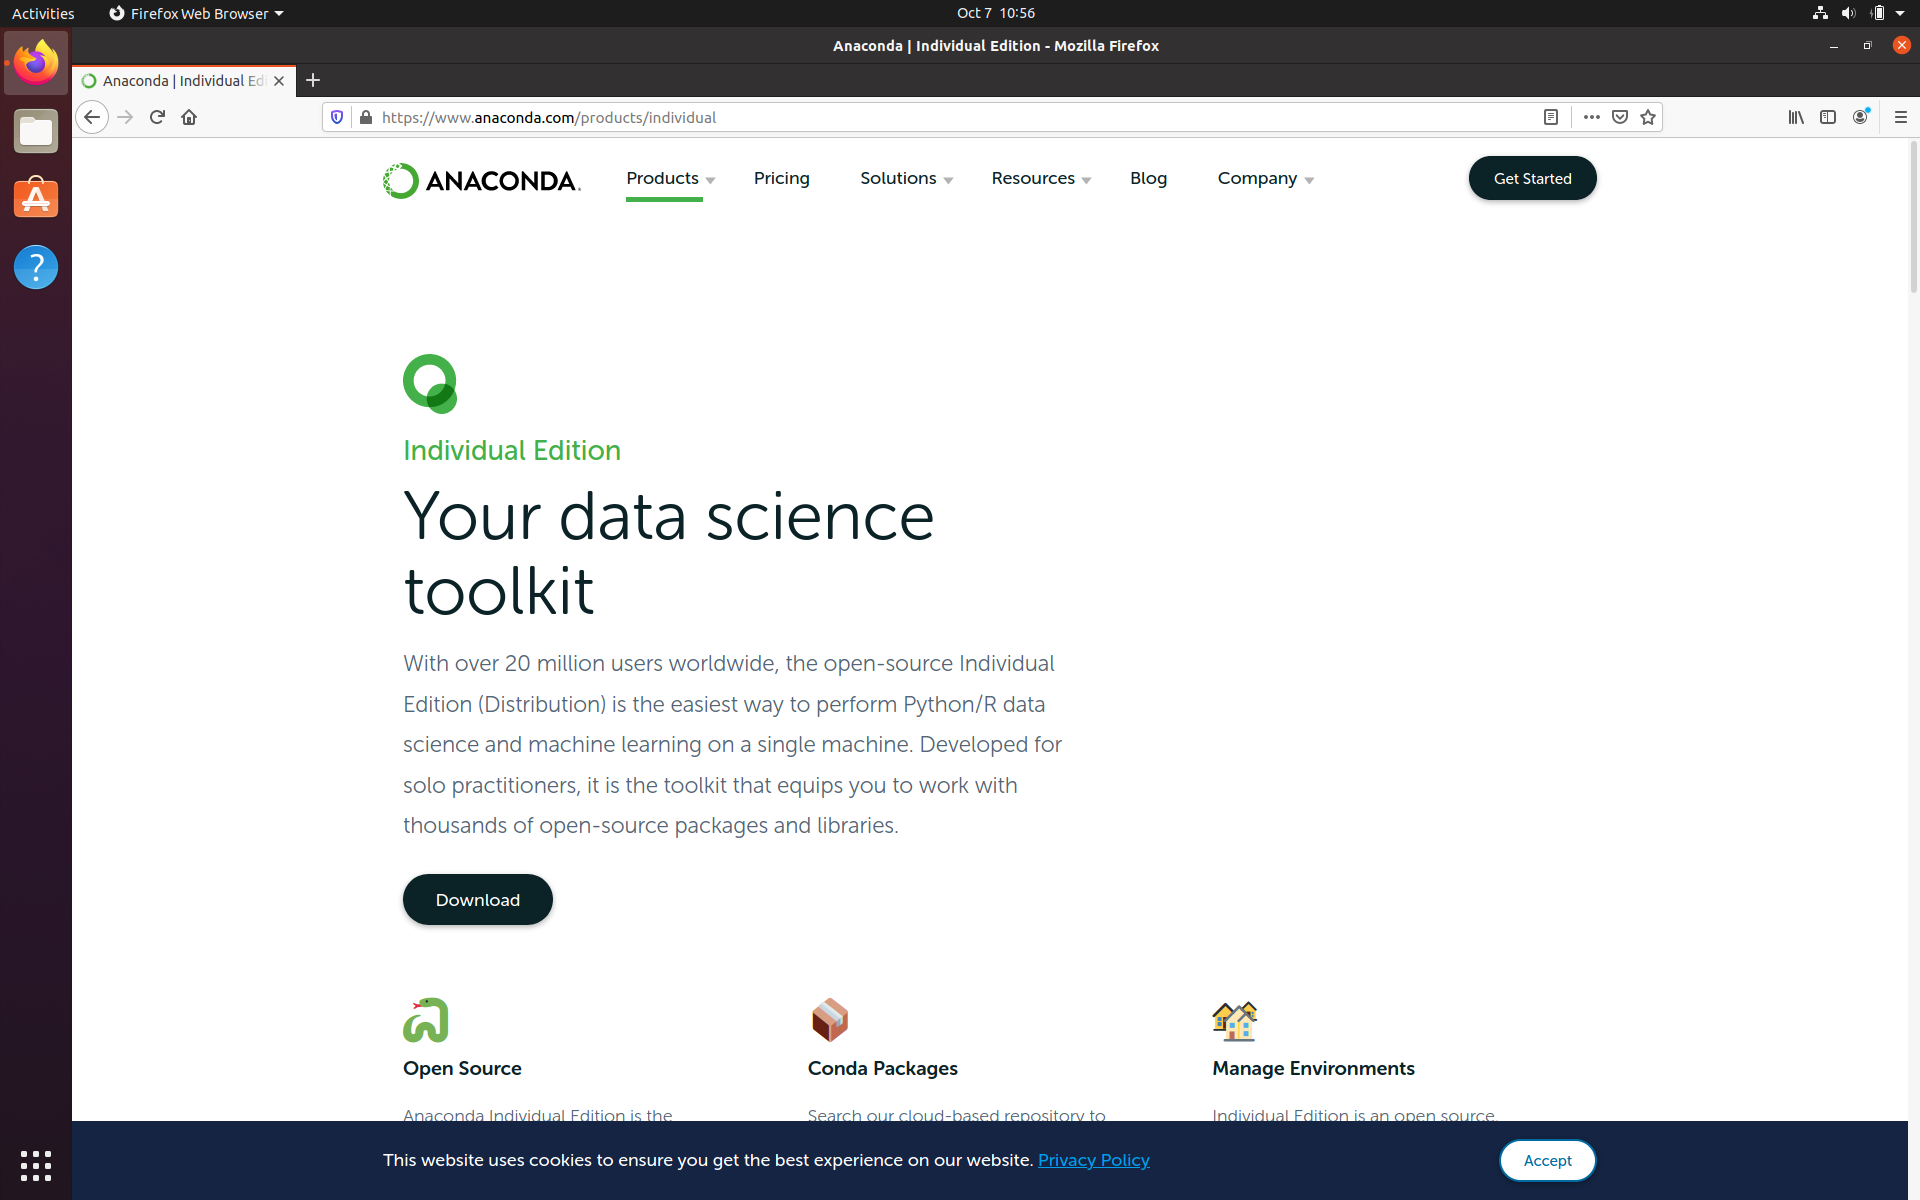 Activities
Firefox Web Browser
Oct 7 10:56
Anaconda | Individual Edition - Mozilla Firefox
Anaconda | Individual Ed
https://www.anaconda.com/products/individual
ANACONDA.
Products
Pricing
Solutions
Resources
Blog
Company
Get Started
Individual Edition
Your data science
toolkit
With over 20 million users worldwide, the open-source Individual
Edition (Distribution) is the easiest way to perform Python/R data
science and machine learning on a single machine. Developed for
solo practitioners, it is the toolkit that equips you to work with
thousands of open-source packages and libraries.
Download
Open Source
Conda Packages
Manage Environments
Anaconda Individual Edition is the
Search our cloud-based repository to
Individual Edition is an open source,
This website uses cookies to ensure you get the best experience on our website. Privacy Policy
Accept